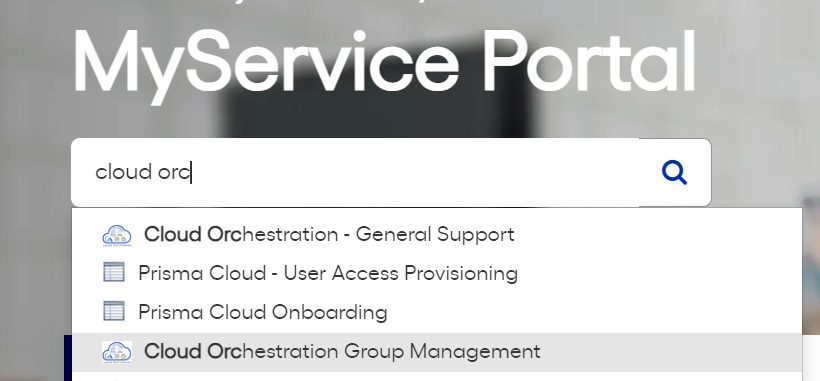 MyService Portal
cloud orc
Cloud Orchestration - General Support
Prisma Cloud - User Access Provisioning
Prisma Cloud Onboarding
Cloud Orchestration Group Management